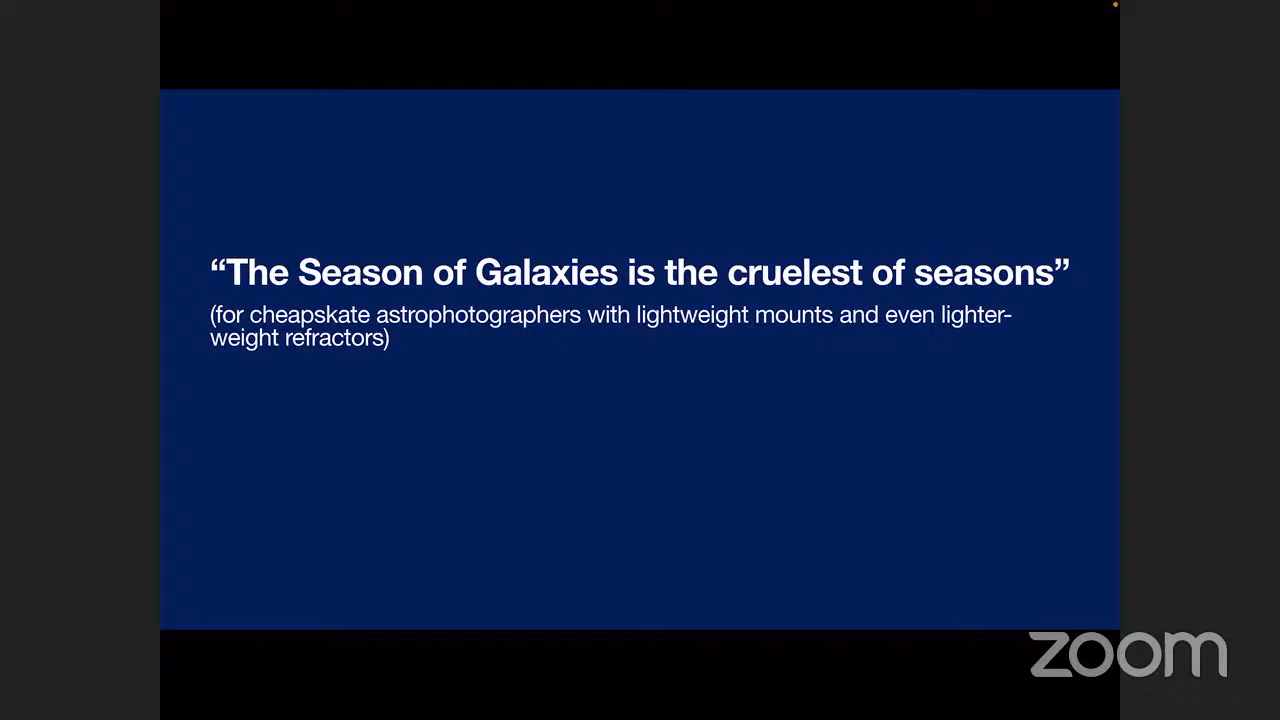 “The Season of Galaxies is the cruelest of seasons”
(for cheapskate astrophotographers with lightweight mounts and even lighter-
weight refractors)
zoom